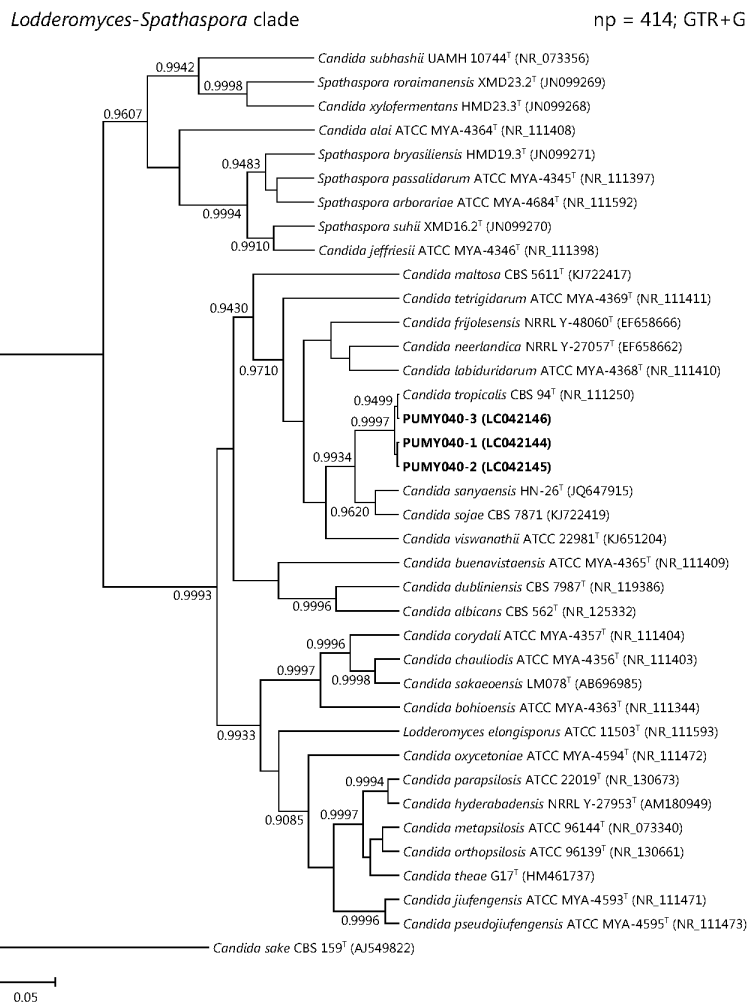 Lodderomyces-Spathaspora clade np = 414; GTR+G
Candida subhashii UAMH 10744T (NR_073356)
0.9942
Spathaspora roraimanensis XMD23.2T (JN099269)
0.9998
Candida xylofermentans HMD23.3T (JN099268)
0.9607
Candida alai ATCC MYA-4364T (NR_111408)
Spathaspora bryasiliensis HMD19.3T (JN099271)
0.9483
Spathaspora passalidarum ATCC MYA-4345T (NR_111397)
Spathaspora arborariae ATCC MYA-4684T (NR_111592)
0.9994
Spathaspora suhii XMD16.2T (JN099270)
0.9910
Candida jeffriesii ATCC MYA-4346T (NR_111398)
Candida maltosa CBS 5611T (KJ722417)
Candida tetrigidarum ATCC MYA-4369T (NR_111411)
0.9430
Candida frijolesensis NRRL Y-48060T (EF658666)
Candida neerlandica NRRL Y-27057T (EF658662)
0.9710
Candida labiduridarum ATCC MYA-4368T (NR_111410)
Candida tropicalis CBS 94T (NR_111250)
0.9499
PUMY040-3 (LC042146)
0.9997
PUMY040-1 (LC042144)
0.9934
PUMY040-2 (LC042145)
Candida sanyaensis HN-26T (JQ647915)
0.9620
Candida sojae CBS 7871 (KJ722419)
Candida viswanathii ATCC 22981T (KJ651204)
Candida buenavistaensis ATCC MYA-4365T (NR_111409)
Candida dubliniensis CBS 7987T (NR_119386)
0.9993
0.9996
Candida albicans CBS 562T (NR_125332)
Candida corydali ATCC MYA-4357T (NR_111404)
0.9996
Candida chauliodis ATCC MYA-4356T (NR_111403)
0.9997
0.9998
Candida sakaeoensis LM078T (AB696985)
Candida bohioensis ATCC MYA-4363T (NR_111344)
0.9933
Lodderomyces elongisporus ATCC 11503T (NR_111593)
Candida oxycetoniae ATCC MYA-4594T (NR_111472)
Candida parapsilosis ATCC 22019T (NR_130673)
0.9994
Candida hyderabadensis NRRL Y-27953T (AM180949)
0.9085
0.9997
Candida metapsilosis ATCC 96144T (NR_073340)
Candida orthopsilosis ATCC 96139T (NR_130661)
Candida theae G17T (HM461737)
Candida jiufengensis ATCC MYA-4593T (NR_111471)
0.9996
Candida pseudojiufengensis ATCC MYA-4595T (NR_111473)
Candida sake CBS 159T (AJ549822)
0.05